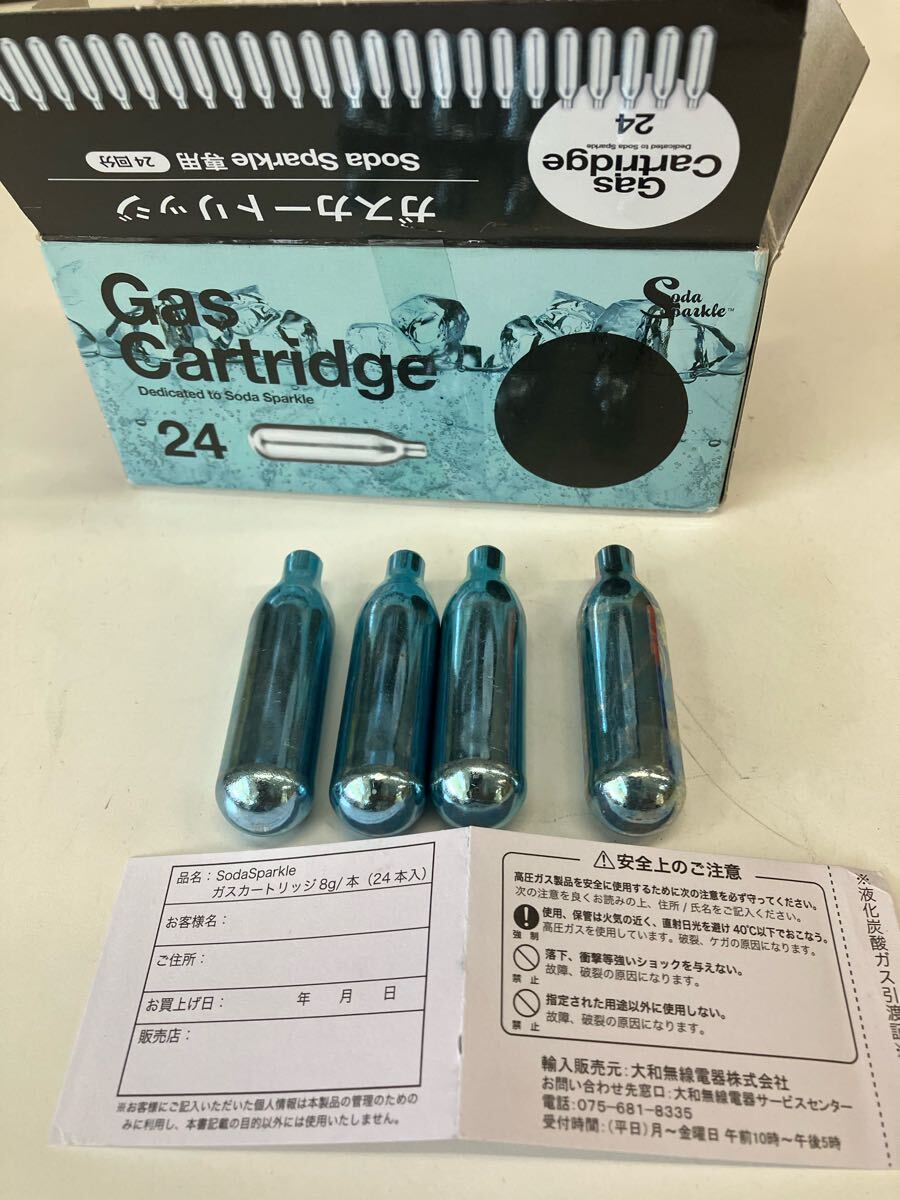 Gas
Cartridge
Dedicated to Soda Sparkle
24
ガスカートリッジ
Soda Sparkle 専用 24回分
Gas
Cartridge
Dedicated to Soda Sparkle
24
Soda
Sparkle™
品名：SodaSparkle
ガスカートリッジ8g/本（24本入）
お客様名：
ご住所：
お買上げ日： 年 月 日
販売店：
※お客様にご記入いただいた個人情報は本製品の管理のためのみに利用し、本書記載の目的以外には使用いたしません。
⚠安全上のご注意
高圧ガス製品を安全に使用するために次の注意を必ず守ってください。
次の注意を良くお読みの上、住所/氏名をご記入ください。
強制
使用、保管は火気の近く、直射日光を避け40℃以下でおこなう。
高圧ガスを使用しています。破裂、ケガの原因になります。
禁止
落下、衝撃等強いショックを与えない。
故障、破裂の原因になります。
禁止
指定された用途以外に使用しない。
故障、破裂の原因になります。
輸入販売元：大和無線電器株式会社
お問い合わせ先窓口：大和無線電器サービスセンター
電話：075-681-8335
受付時間：（平日）月～金曜日 午前10時～午後5時
※液化炭酸ガス引渡